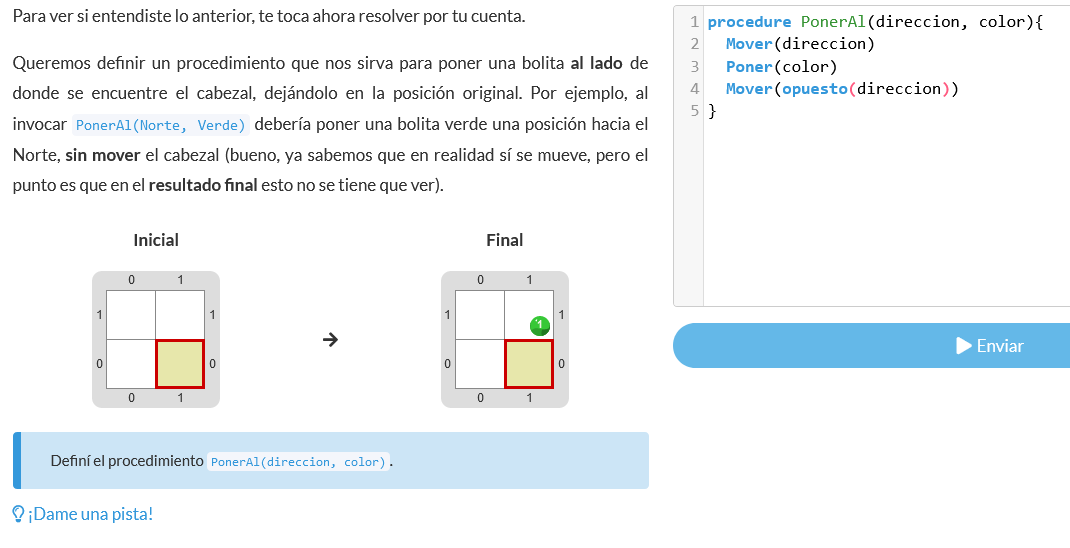 Para ver si entendiste lo anterior, te toca ahora resolver por tu cuenta.
Queremos definir un procedimiento que nos sirva para poner una bolita al lado de
donde se encuentre el cabezal, dejándolo en la posición original. Por ejemplo, al
invocar PonerAl(Norte, Verde) debería poner una bolita verde una posición hacia el
Norte, sin mover el cabezal (bueno, ya sabemos que en realidad sí se mueve, pero el
punto es que en el resultado final esto no se tiene que ver).
Inicial
0 1
1 1
0 0
0 1
Final
0 1
1 1 1
0 0
0 1
Definí el procedimiento PonerAl(direccion, color).
¡Dame una pista!
1 procedure PonerAl(direccion, color){
2 Mover(direccion)
3 Poner(color)
4 Mover(opuesto(direccion))
5 }
Enviar